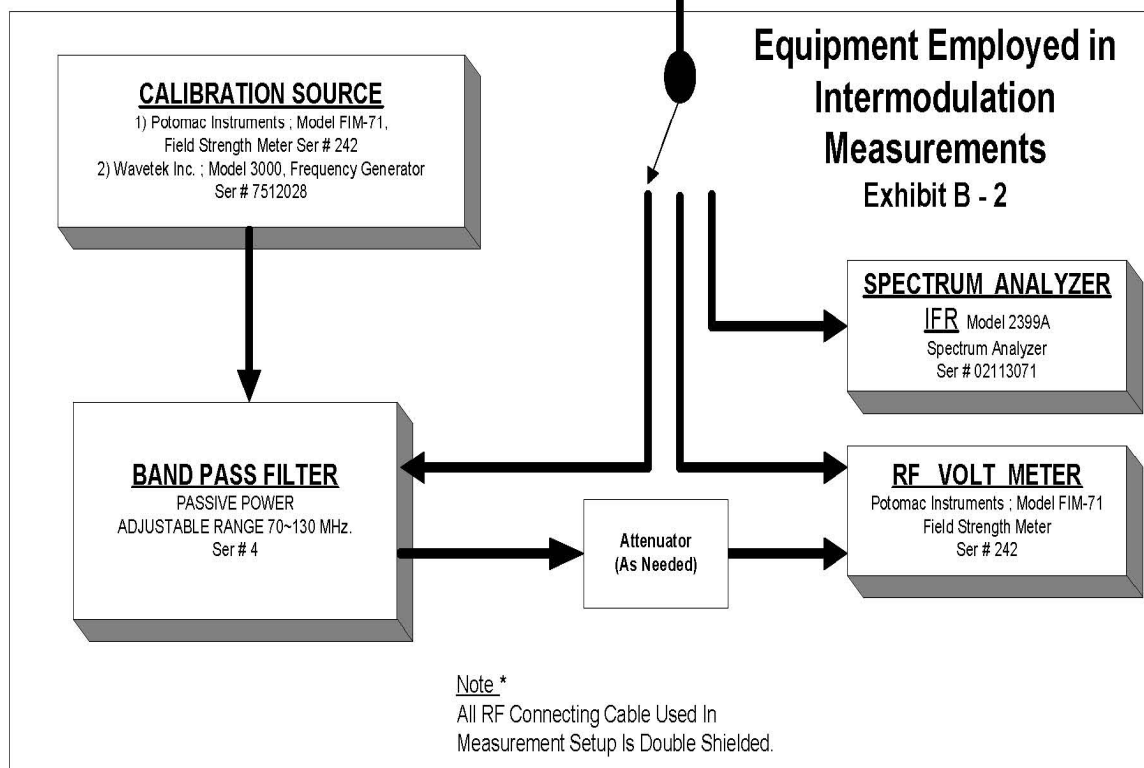 Equipment Employed in
Intermodulation
Measurements
Exhibit B - 2
CALIBRATION SOURCE
1) Potomac Instruments ; Model FIM-71,
Field Strength Meter Ser # 242
2) Wavetek Inc. ; Model 3000, Frequency Generator
Ser # 7512028
SPECTRUM ANALYZER
IFR Model 2399A
Spectrum Analyzer
Ser # 02113071
BAND PASS FILTER
PASSIVE POWER
ADJUSTABLE RANGE 70~130 MHz.
Ser # 4
Attenuator
(As Needed)
RF VOLT METER
Potomac Instruments ; Model FIM-71
Field Strength Meter
Ser # 242
Note *
All RF Connecting Cable Used In
Measurement Setup Is Double Shielded.